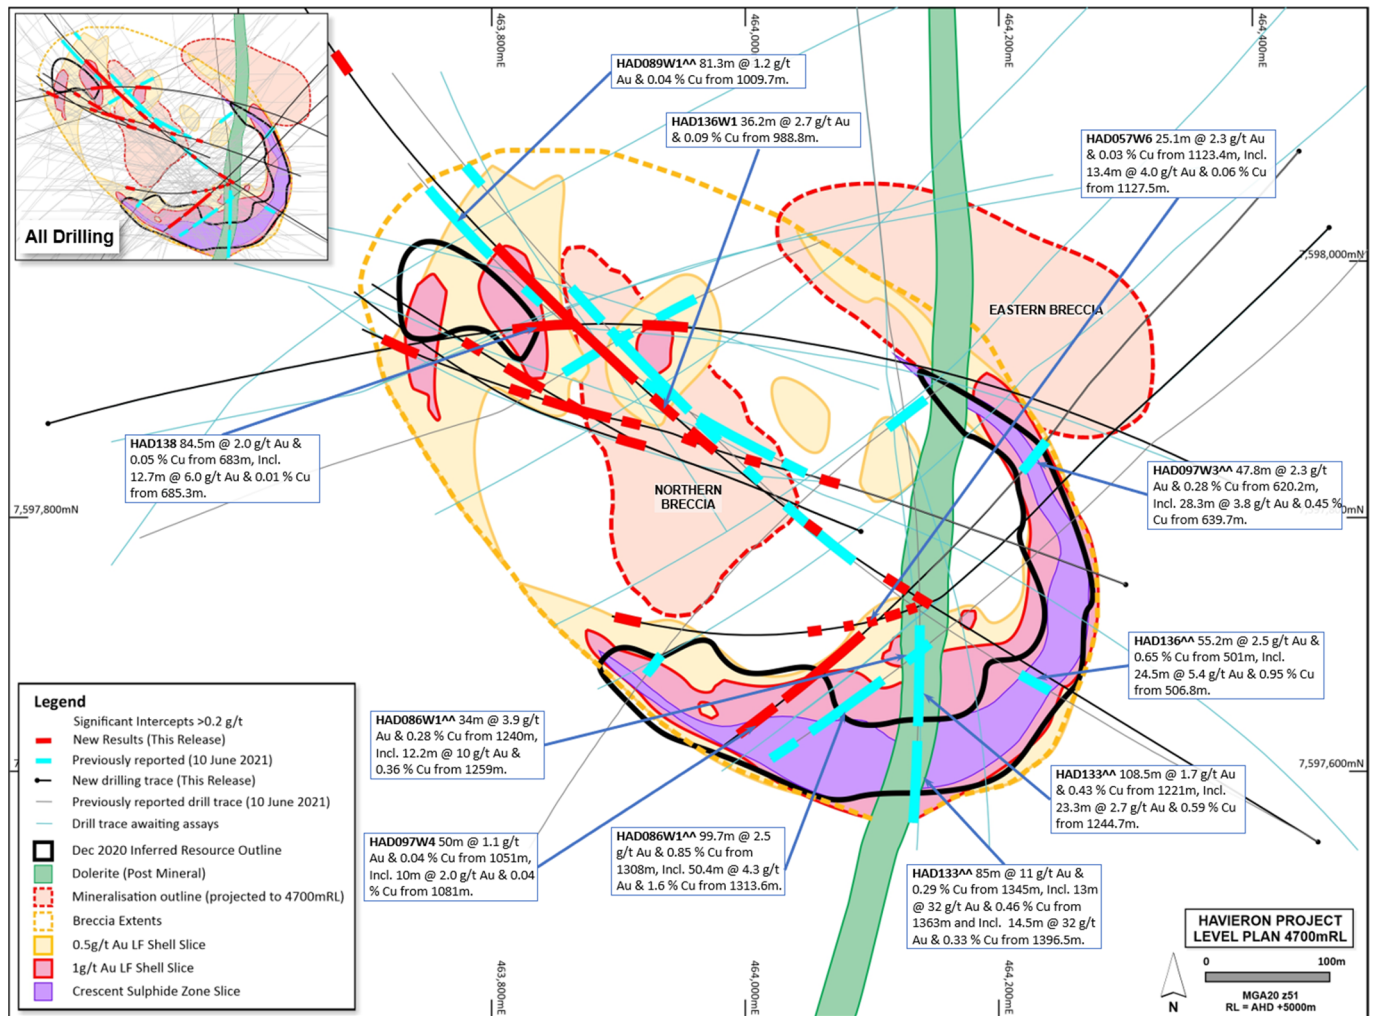 463,800mE
464,000mE
464,200mE
464,400mE
All Drilling
HAD089W1^^ 81.3m @ 1.2 g/t
Au & 0.04 % Cu from 1009.7m.
HAD136W1 36.2m @ 2.7 g/t Au
& 0.09 % Cu from 988.8m.
HAD057W6 25.1m @ 2.3 g/t Au
& 0.03 % Cu from 1123.4m, Incl.
13.4m @ 4.0 g/t Au & 0.06 % Cu
from 1127.5m.
7,598,000mN
EASTERN BRECCIA
HAD138 84.5m @ 2.0 g/t Au &
0.05 % Cu from 683m, Incl.
12.7m @ 6.0 g/t Au & 0.01 % Cu
from 685.3m.
NORTHERN
BRECCIA
HAD097W3^^ 47.8m @ 2.3 g/t
Au & 0.28 % Cu from 620.2m,
Incl. 28.3m @ 3.8 g/t Au & 0.45 %
Cu from 639.7m.
7,597,800mN
HAD136^^ 55.2m @ 2.5 g/t Au &
0.65 % Cu from 501m, Incl.
24.5m @ 5.4 g/t Au & 0.95 % Cu
from 506.8m.
HAD086W1^^ 34m @ 3.9 g/t
Au & 0.28 % Cu from 1240m,
Incl. 12.2m @ 10 g/t Au &
0.36 % Cu from 1259m.
7,597,600mN
HAD133^^ 108.5m @ 1.7 g/t Au
& 0.43 % Cu from 1221m, Incl.
23.3m @ 2.7 g/t Au & 0.59 % Cu
from 1244.7m.
HAD097W4 50m @ 1.1 g/t
Au & 0.04 % Cu from 1051m,
Incl. 10m @ 2.0 g/t Au & 0.04
% Cu from 1081m.
HAD086W1^^ 99.7m @ 2.5
g/t Au & 0.85 % Cu from
1308m, Incl. 50.4m @ 4.3 g/t
Au & 1.6 % Cu from 1313.6m.
HAD133^^ 85m @ 11 g/t Au &
0.29 % Cu from 1345m, Incl. 13m
@ 32 g/t Au & 0.46 % Cu from
1363m and Incl. 14.5m @ 32 g/t
Au & 0.33 % Cu from 1396.5m.
Legend
Significant Intercepts >0.2 g/t
New Results (This Release)
Previously reported (10 June 2021)
New drilling trace (This Release)
Previously reported drill trace (10 June 2021)
Drill trace awaiting assays
Dec 2020 Inferred Resource Outline
Dolerite (Post Mineral)
Mineralisation outline (projected to 4700mRL)
Breccia Extents
0.5g/t Au LF Shell Slice
1g/t Au LF Shell Slice
Crescent Sulphide Zone Slice
463,800mE
464,000mE
464,200mE
HAVIERON PROJECT
LEVEL PLAN 4700mRL
0 100m
MGA20 z51
RL = AHD +5000m
N